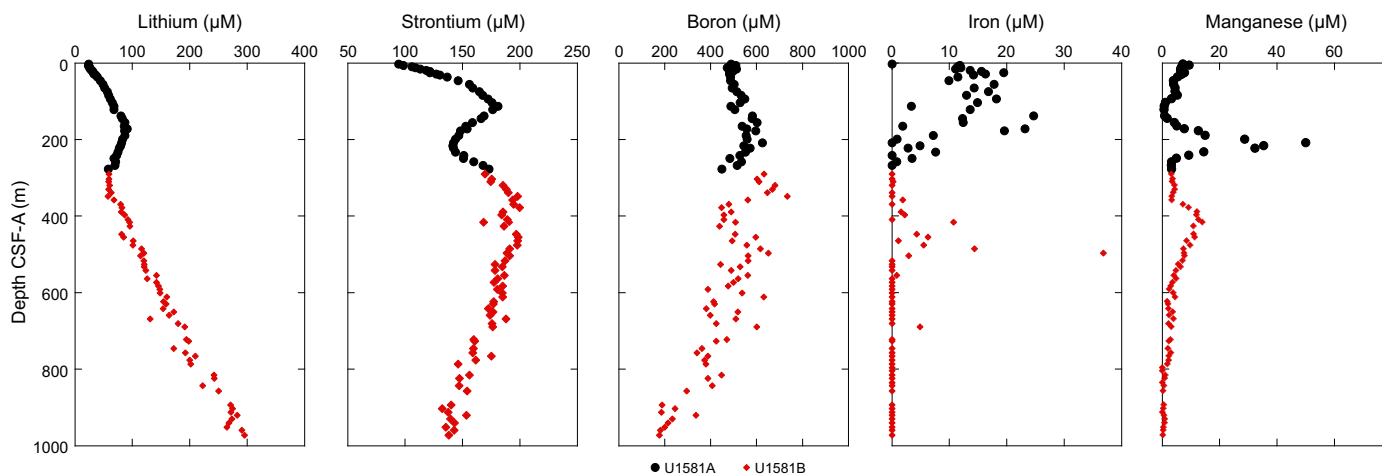 Lithium (µM)
0 100 200 300 400
Strontium (µM)
50 100 150 200 250
Boron (µM)
0 200 400 600 800 1000
Iron (µM)
0 10 20 30 40
Manganese (µM)
0 20 40 60
Depth CSF-A (m)
0
200
400
600
800
1000
U1581A U1581B